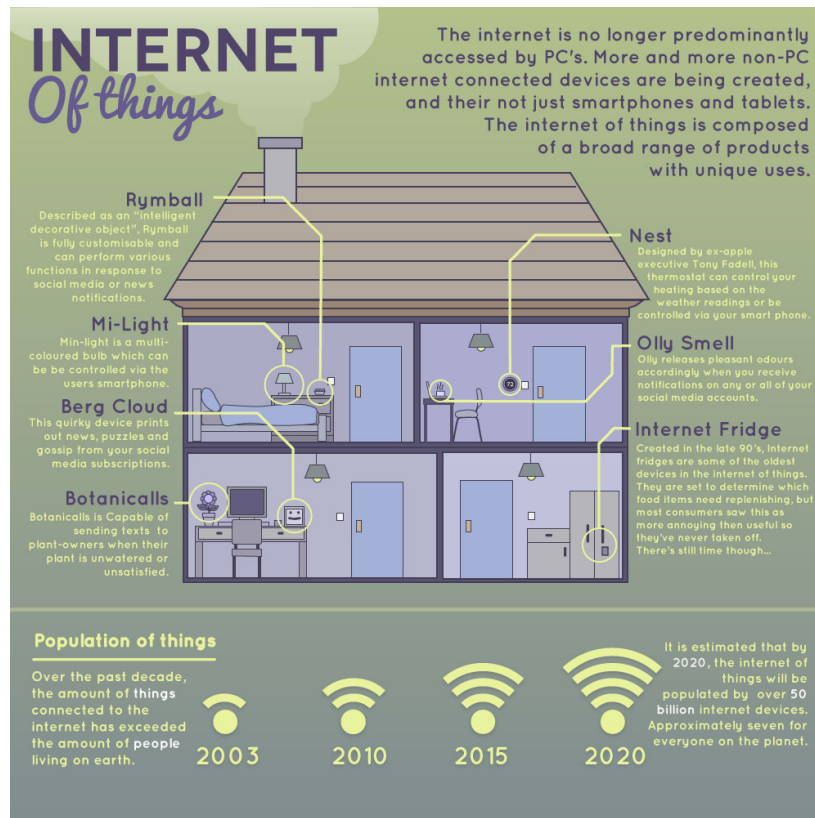 INTERNET
Of things
The internet is no longer predominantly
accessed by PC's. More and more non-PC
internet connected devices are being created,
and their not just smartphones and tablets.
The internet of things is composed
of a broad range of products
with unique uses.
Rymball
Described as an "intelligent
decorative object", Rymball
is fully customisable and
can perform various
functions in response to
social media or news
notifications.
Mi-Light
Min-light is a multi-
coloured bulb which can
be be controlled via the
users smartphone.
Berg Cloud
This quirky device prints
out news, puzzles and
gossip from your social
media subscriptions.
Botanicalls
Botanicalls is Capable of
sending texts to
plant-owners when their
plant is unwatered or
unsatisfied.
Nest
Designed by ex-apple
executive Tony Fadell, this
thermostat can control your
heating based on the
weather readings or be
controlled via your smart phone.
72
Olly Smell
Olly releases pleasant odours
accordingly when you receive
notifications on any or all of your
social media accounts.
Internet Fridge
Created in the late 90's, Internet
fridges are some of the oldest
devices in the internet of things.
They are set to determine which
food items need replenishing, but
most consumers saw this as
more annoying then useful so
they've never taken off.
There's still time though...
Population of things
Over the past decade,
the amount of things
connected to the
internet has exceeded
the amount of people
living on earth.
2003
2010
2015
2020
It is estimated that by
2020, the internet of
things will be
populated by over 50
billion internet devices.
Approximately seven for
everyone on the planet.